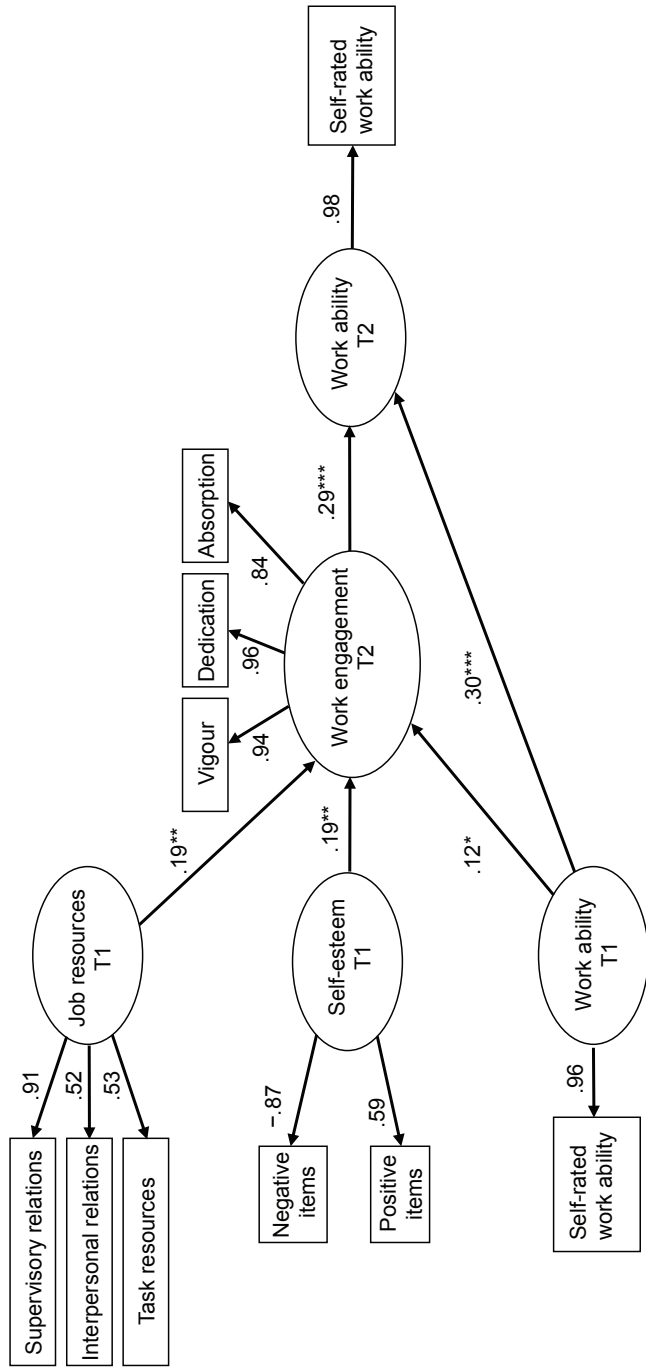 Supervisory relations
Interpersonal relations
Task resources
.91
.52
.53
Job resources
T1
.19**
Negative
items
Positive
items
−.87
.59
Self-esteem
T1
.19**
Self-rated
work ability
.96
Work ability
T1
.12*
.30***
Vigour
Dedication
Absorption
.94
.96
.84
Work engagement
T2
.29***
Work ability
T2
.98
Self-rated
work ability